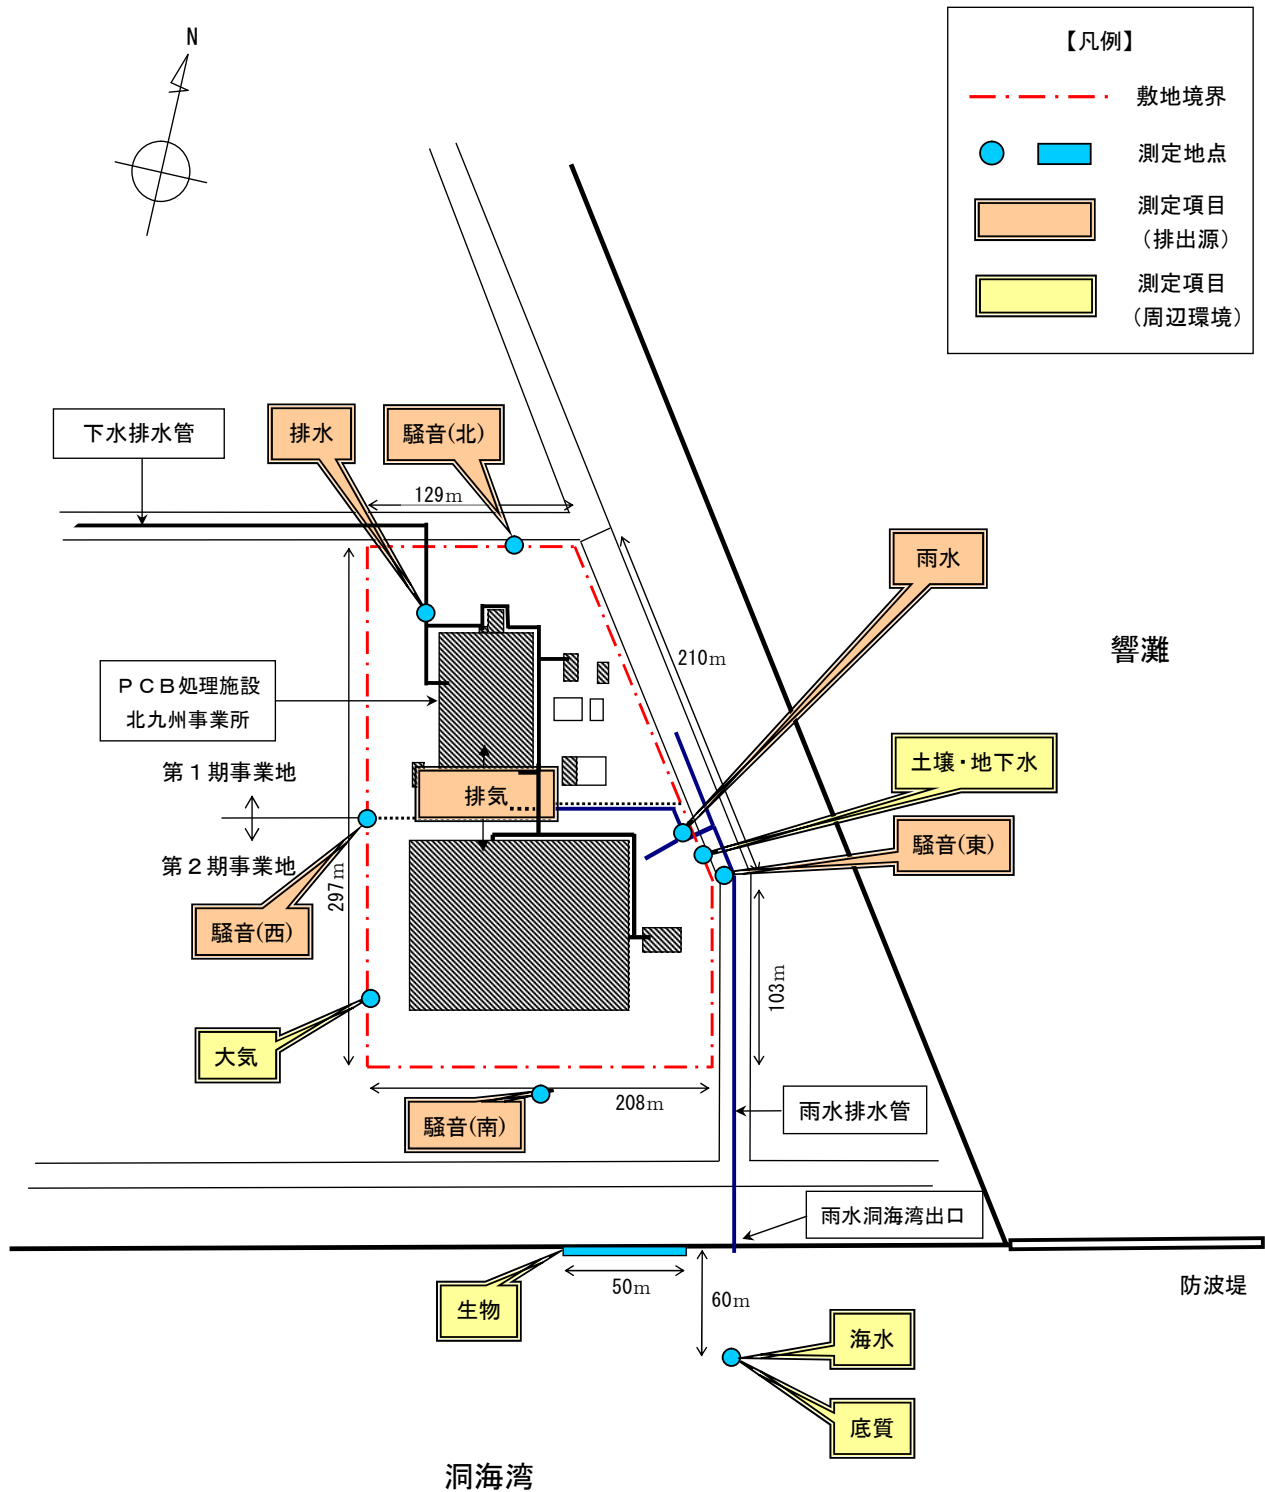 N
【凡例】
敷地境界
測定地点
測定項目
(排出源)
測定項目
(周辺環境)
下水排水管
排水
騒音(北)
129m
雨水
響灘
210m
PCB処理施設
北九州事業所
土壌・地下水
第1期事業地
排気
騒音(東)
第2期事業地
297m
騒音(西)
103m
大気
208m
騒音(南)
雨水排水管
雨水洞海湾出口
防波堤
50m
60m
生物
海水
底質
洞海湾